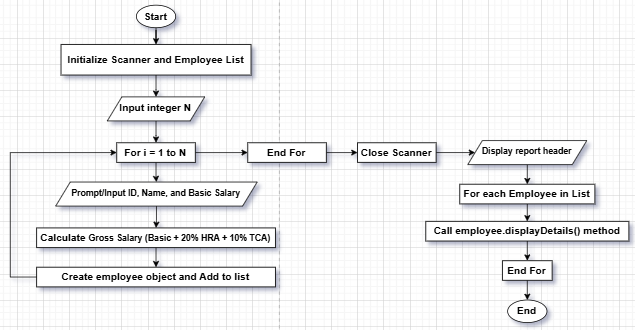 Start
Initialize Scanner and Employee List
Input integer N
For i = 1 to N
Prompt/Input ID, Name, and Basic Salary
Calculate Gross Salary (Basic + 20% HRA + 10% TCA)
Create employee object and Add to list
End For
Close Scanner
Display report header
For each Employee in List
Call employee.displayDetails() method
End For
End